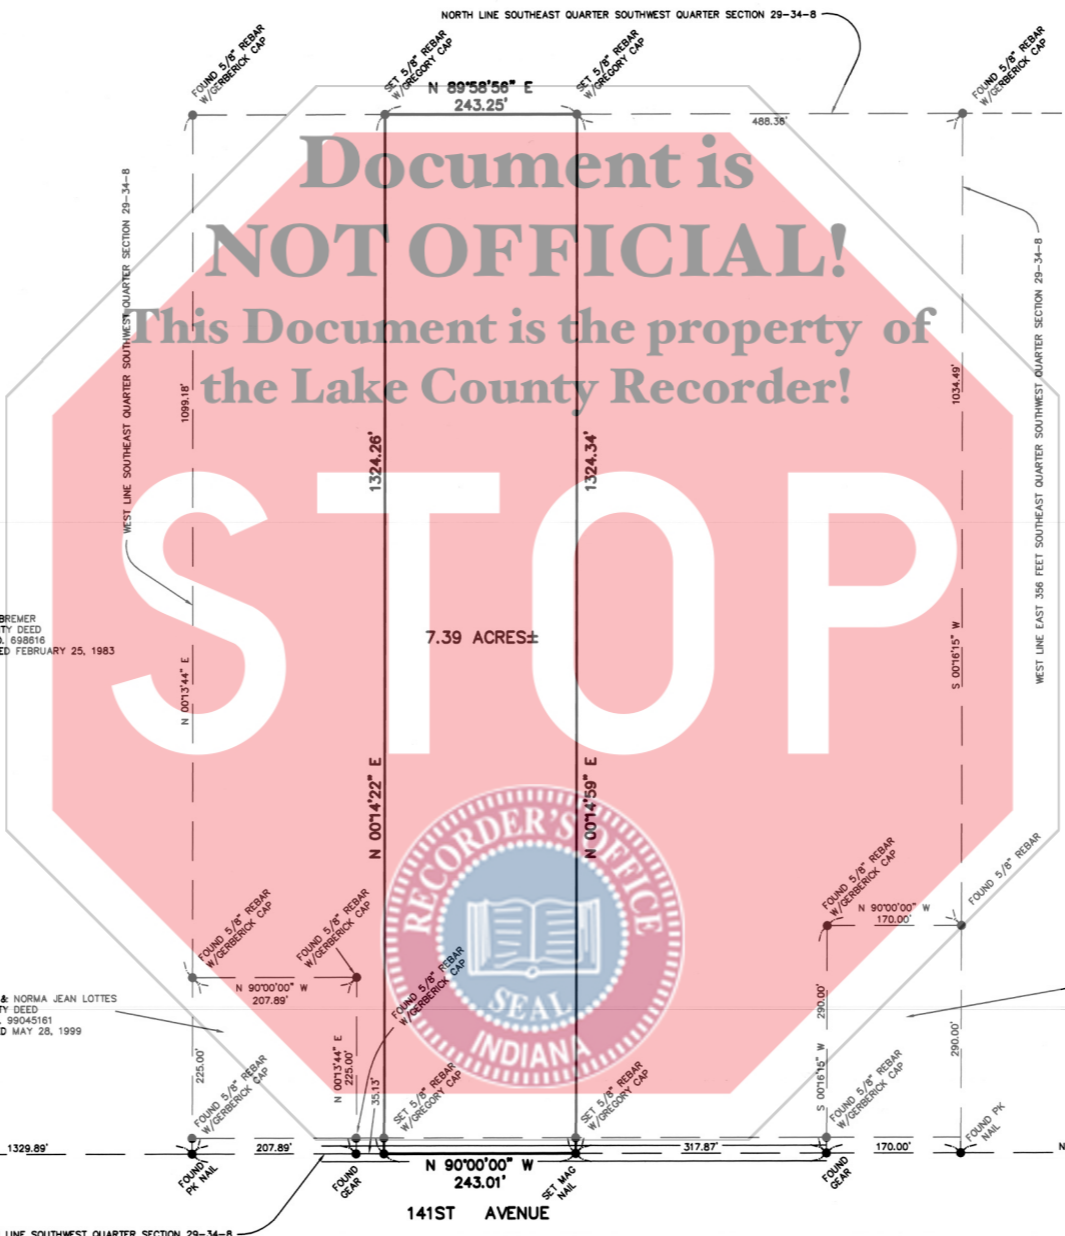 NORTH LINE SOUTHEAST QUARTER SOUTHWEST QUARTER SECTION 29-34-8
FOUND 5/8" REBAR
W/GERBERICK CAP
SET 5/8" REBAR
W/GREGORY CAP
SET 5/8" REBAR
W/GREGORY CAP
FOUND 5/8" REBAR
W/GERBERICK CAP
N 89°58'56" E
243.25'
488.36'
Document is
NOT OFFICIAL!
This Document is the property of
the Lake County Recorder!
STOP
WEST LINE SOUTHEAST QUARTER SOUTHWEST QUARTER SECTION 29-34-8
1099.18'
1324.26'
1324.34'
1034.49'
WEST LINE EAST 356 FEET SOUTHEAST QUARTER SOUTHWEST QUARTER SECTION 29-34-8
BREMER
TY DEED
698616
ED FEBRUARY 25, 1983
7.39 ACRES±
N 00°13'44" E
N 00°14'22" E
N 00°14'59" E
S 00°16'15" W
RECORDER'S OFFICE
SEAL
INDIANA
FOUND 5/8" REBAR
W/GERBERICK CAP
FOUND 5/8" REBAR
W/GERBERICK CAP
FOUND 5/8" REBAR
W/GERBERICK CAP
FOUND 5/8" REBAR
W/GERBERICK CAP
FOUND 5/8" REBAR
N 90°00'00" W
170.00'
N 90°00'00" W
207.89'
& NORMA JEAN LOTTES
TY DEED
99045161
D MAY 28, 1999
225.00'
N 00°13'44" E
225.00'
35.13'
S 00°16'15" W
290.00'
290.00'
FOUND 5/8" REBAR
W/GERBERICK CAP
SET 5/8" REBAR
W/GREGORY CAP
SET 5/8" REBAR
W/GREGORY CAP
FOUND 5/8" REBAR
W/GERBERICK CAP
FOUND PK
NAIL
1329.89'
207.89'
317.87'
170.00'
N
FOUND
PK NAIL
FOUND
GEAR
N 90°00'00" W
243.01'
SET MAG
NAIL
FOUND
GEAR
141ST AVENUE
LINE SOUTHWEST QUARTER SECTION 29-34-8